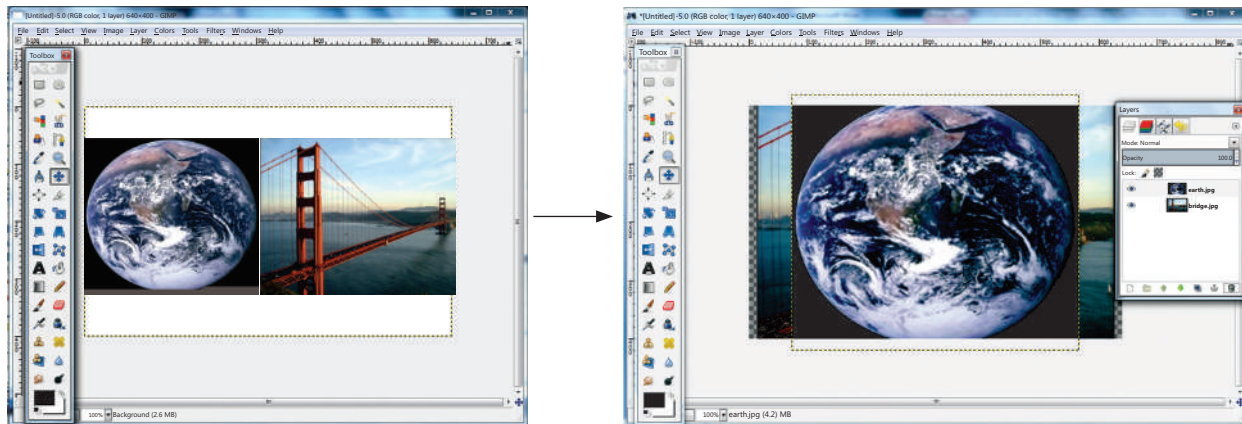 [Untitled]-5.0 (RGB color, 1 layer) 640×400 - GIMP
File Edit Select View Image Layer Colors Tools Filters Windows Help
Toolbox
100% Background (2.6 MB)
*[Untitled]-5.0 (RGB color, 1 layer) 640×400 - GIMP
File Edit Select View Image Layer Colors Tools Filters Windows Help
Toolbox
Layers
Mode: Normal
Opacity 100.0
Lock:
earth.jpg
bridge.jpg
100% earth.jpg (4.2) MB